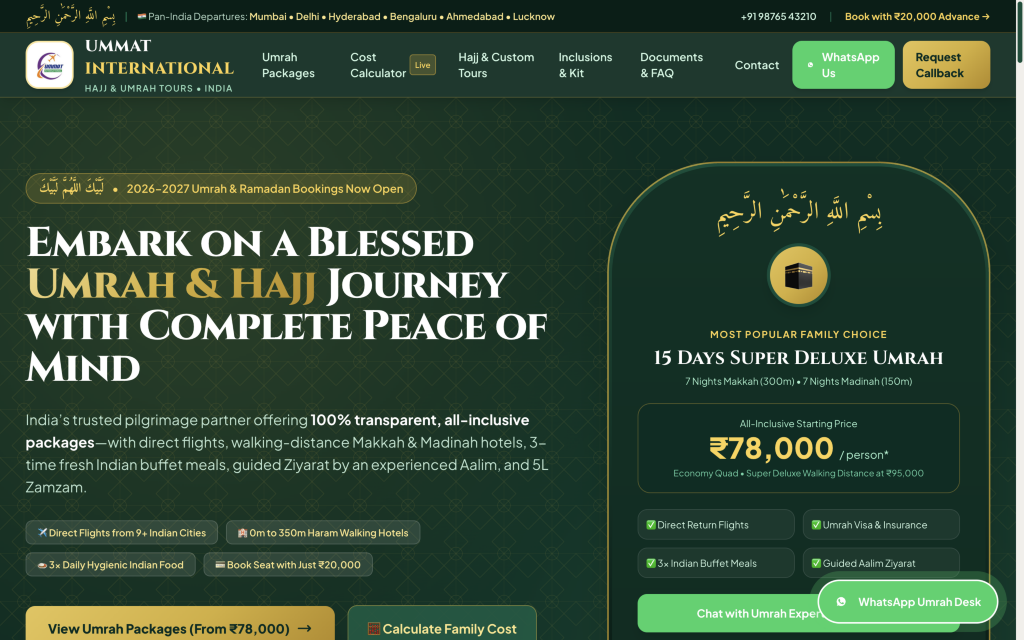 بِسْمِ اللَّهِ الرَّحْمَٰنِ الرَّحِيمِ
Pan-India Departures: Mumbai • Delhi • Hyderabad • Bengaluru • Ahmedabad • Lucknow
+91 98765 43210
Book with ₹20,000 Advance →
UMMAT
INTERNATIONAL
HAJJ & UMRAH TOURS • INDIA
Umrah
Packages
Cost
Calculator
Live
Hajj & Custom
Tours
Inclusions
& Kit
Documents
& FAQ
Contact
WhatsApp
Us
Request
Callback
لَبَّيْكَ اللَّهُمَّ لَبَّيْكَ • 2026–2027 Umrah & Ramadan Bookings Now Open
Embark on a Blessed
Umrah & Hajj Journey
with Complete Peace of
Mind
India's trusted pilgrimage partner offering 100% transparent, all-inclusive
packages—with direct flights, walking-distance Makkah & Madinah hotels, 3-
time fresh Indian buffet meals, guided Ziyarat by an experienced Aalim, and 5L
Zamzam.
Direct Flights from 9+ Indian Cities
0m to 350m Haram Walking Hotels
3x Daily Hygienic Indian Food
Book Seat with Just ₹20,000
View Umrah Packages (From ₹78,000) →
Calculate Family Cost
بِسْمِ اللَّهِ الرَّحْمَٰنِ الرَّحِيمِ
MOST POPULAR FAMILY CHOICE
15 Days Super Deluxe Umrah
7 Nights Makkah (300m) • 7 Nights Madinah (150m)
All-Inclusive Starting Price
₹78,000 / person*
Economy Quad • Super Deluxe Walking Distance at ₹95,000
Direct Return Flights
Umrah Visa & Insurance
3x Indian Buffet Meals
Guided Aalim Ziyarat
Chat with Umrah
WhatsApp Umrah Desk